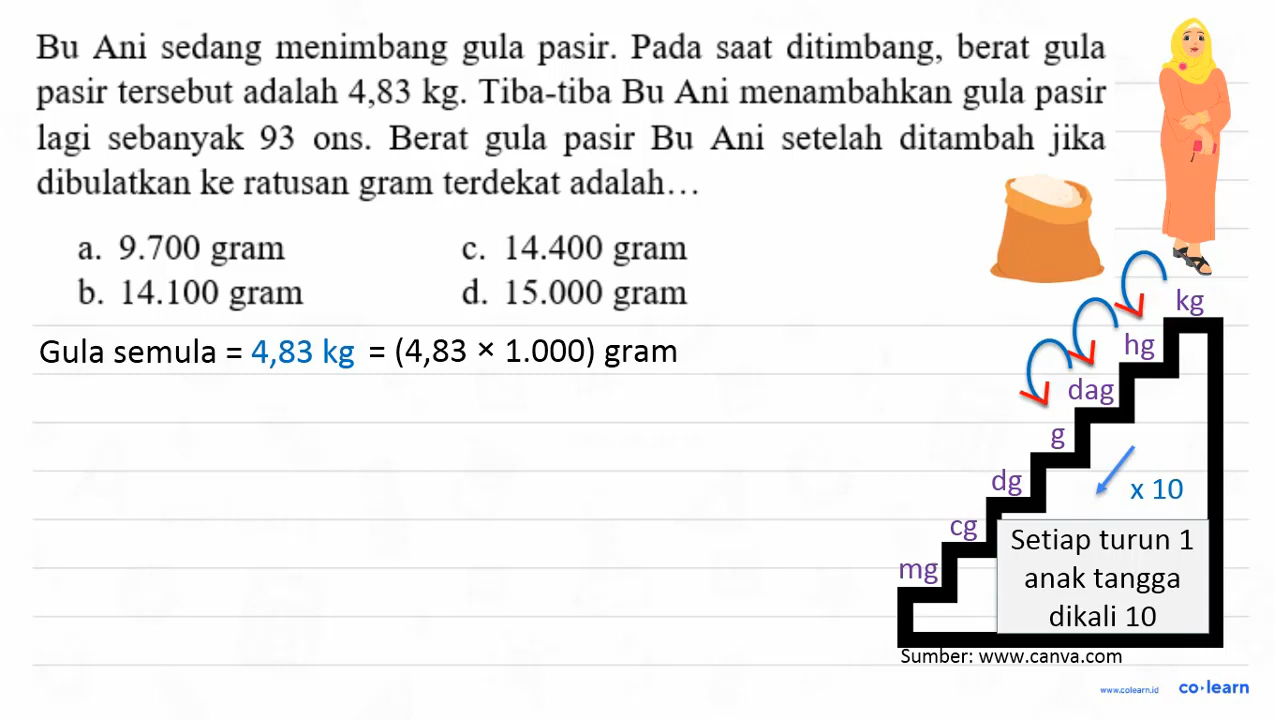 Bu Ani sedang menimbang gula pasir. Pada saat ditimbang, berat gula
pasir tersebut adalah 4,83 kg. Tiba-tiba Bu Ani menambahkan gula pasir
lagi sebanyak 93 ons. Berat gula pasir Bu Ani setelah ditambah jika
dibulatkan ke ratusan gram terdekat adalah...
a. 9.700 gram
b. 14.100 gram
c. 14.400 gram
d. 15.000 gram
Gula semula = 4,83 kg = (4,83 × 1.000) gram
kg
hg
dag
g
dg
cg
mg
x 10
Setiap turun 1
anak tangga
dikali 10
Sumber: www.canva.com
www.colearn.id
co·learn